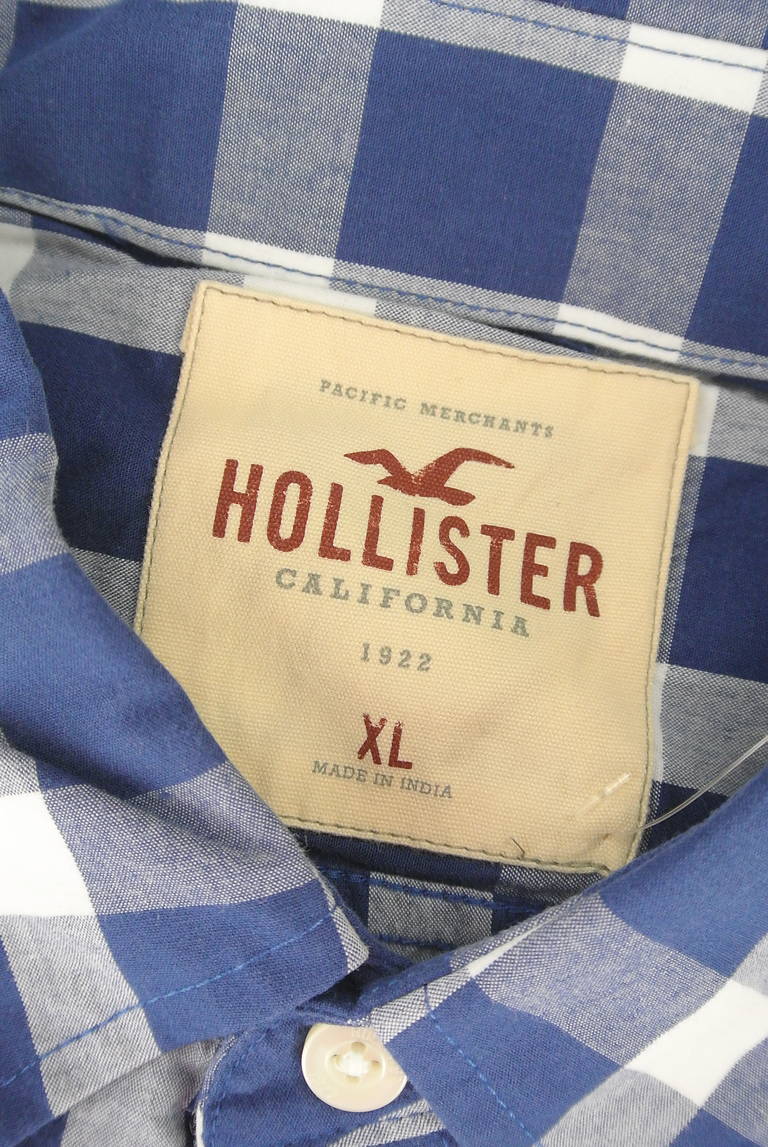 PACIFIC MERCHANTS
HOLLISTER
CALIFORNIA
1922
XL
MADE IN INDIA